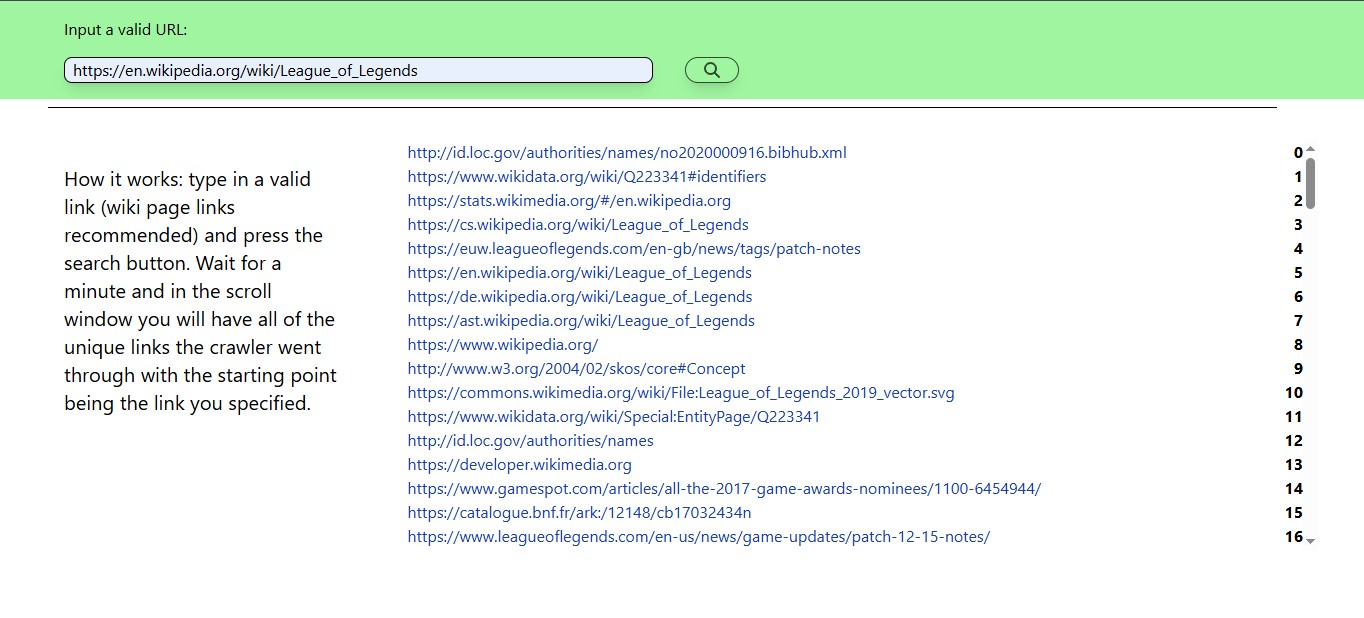 Input a valid URL:
https://en.wikipedia.org/wiki/League_of_Legends
How it works: type in a valid
link (wiki page links
recommended) and press the
search button. Wait for a
minute and in the scroll
window you will have all of the
unique links the crawler went
through with the starting point
being the link you specified.
http://id.loc.gov/authorities/names/no2020000916.bibhub.xml 0
https://www.wikidata.org/wiki/Q223341#identifiers 1
https://stats.wikimedia.org/#/en.wikipedia.org 2
https://cs.wikipedia.org/wiki/League_of_Legends 3
https://euw.leagueoflegends.com/en-gb/news/tags/patch-notes 4
https://en.wikipedia.org/wiki/League_of_Legends 5
https://de.wikipedia.org/wiki/League_of_Legends 6
https://ast.wikipedia.org/wiki/League_of_Legends 7
https://www.wikipedia.org/ 8
http://www.w3.org/2004/02/skos/core#Concept 9
https://commons.wikimedia.org/wiki/File:League_of_Legends_2019_vector.svg 10
https://www.wikidata.org/wiki/Special:EntityPage/Q223341 11
http://id.loc.gov/authorities/names 12
https://developer.wikimedia.org 13
https://www.gamespot.com/articles/all-the-2017-game-awards-nominees/1100-6454944/ 14
https://catalogue.bnf.fr/ark:/12148/cb17032434n 15
https://www.leagueoflegends.com/en-us/news/game-updates/patch-12-15-notes/ 16